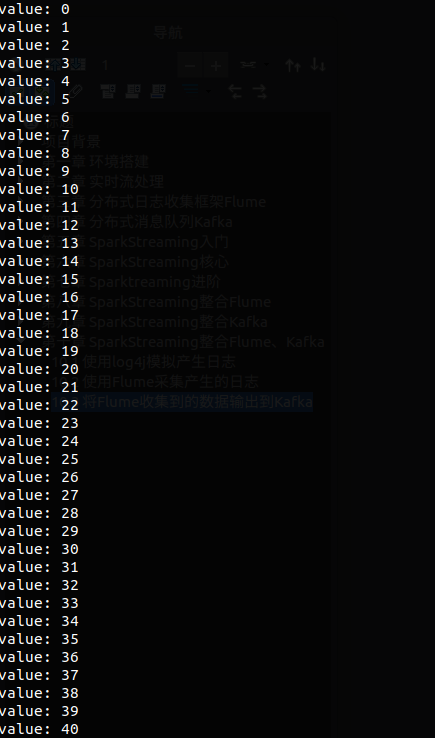 value: 0
value: 1
value: 2
value: 3
value: 4
value: 5
value: 6
value: 7
value: 8
value: 9
value: 10
value: 11
value: 12
value: 13
value: 14
value: 15
value: 16
value: 17
value: 18
value: 19
value: 20
value: 21
value: 22
value: 23
value: 24
value: 25
value: 26
value: 27
value: 28
value: 29
value: 30
value: 31
value: 32
value: 33
value: 34
value: 35
value: 36
value: 37
value: 38
value: 39
value: 40
导航
1
背景
环境搭建
实时流处理
分布式日志收集框架Flume
分布式消息队列Kafka
SparkStreaming入门
SparkStreaming核心
Sparktreaming进阶
SparkStreaming整合Flume
SparkStreaming整合Kafka
SparkStreaming整合Flume、Kafka
使用log4j模拟产生日志
使用Flume采集产生的日志
将Flume收集到的数据输出到Kafka